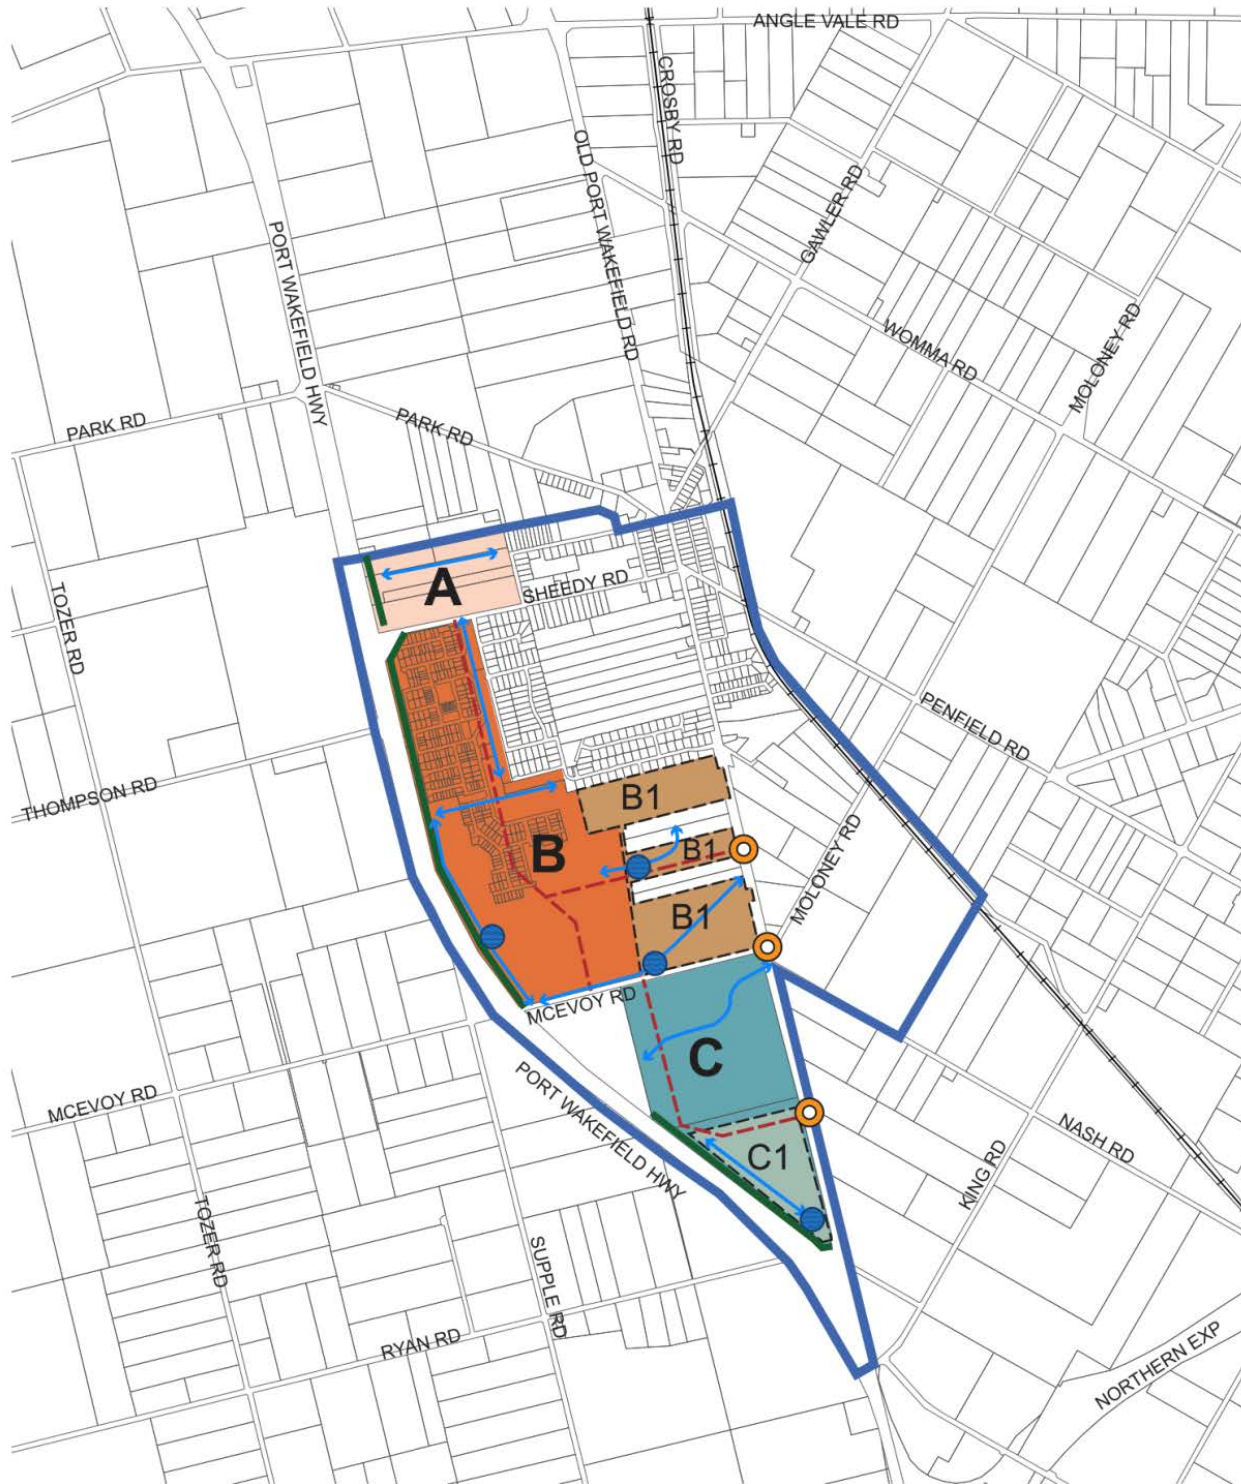 ANGLE VALE RD
CROSBY RD
OLD PORT WAKEFIELD RD
GAWLER RD
PORT WAKEFIELD HWY
WOMMA RD
MOLONEY RD
PARK RD
PARK RD
A
SHEEDY RD
TOZER RD
PENFIELD RD
THOMPSON RD
B1
B
B1
MOLONEY RD
B1
MCEVOY RD
C
MCEVOY RD
PORT WAKEFIELD HWY
C1
NASH RD
KING RD
TOZER RD
SUPPLE RD
RYAN RD
NORTHERN EXP